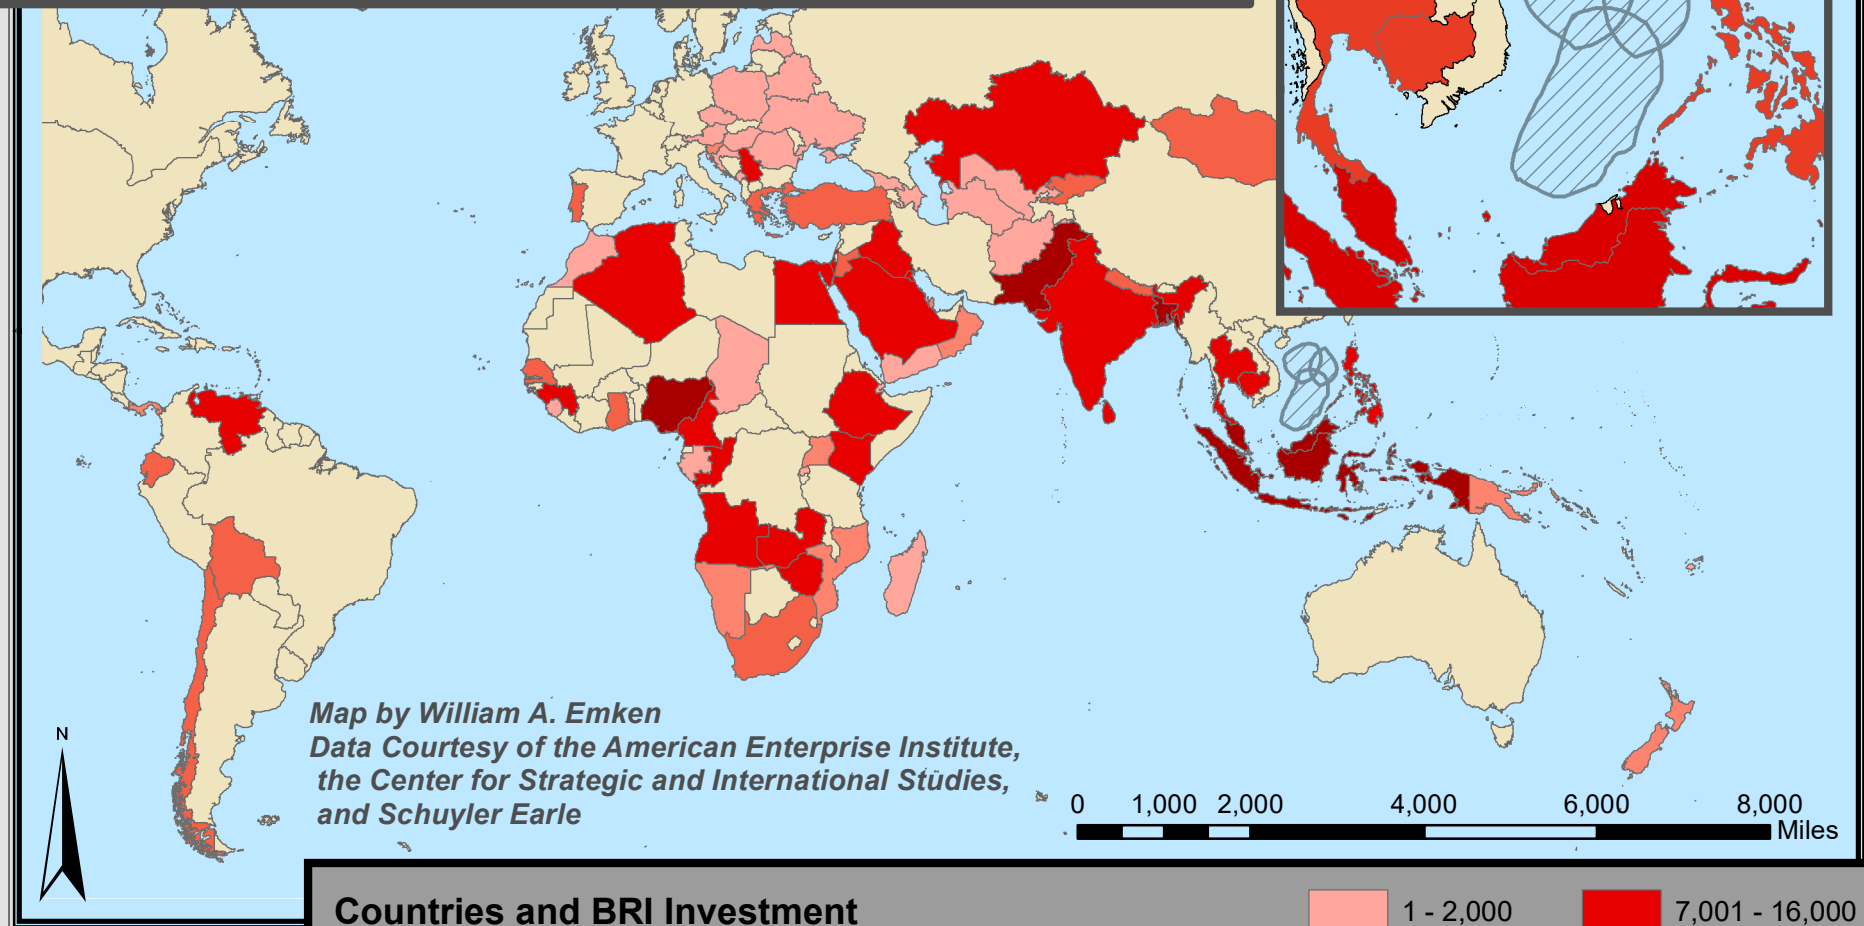 Map by William A. Emken
Data Courtesy of the American Enterprise Institute,
the Center for Strategic and International Studies,
and Schuyler Earle
N
0 1,000 2,000 4,000 6,000 8,000
Miles
Countries and BRI Investment
1 - 2,000
7,001 - 16,000